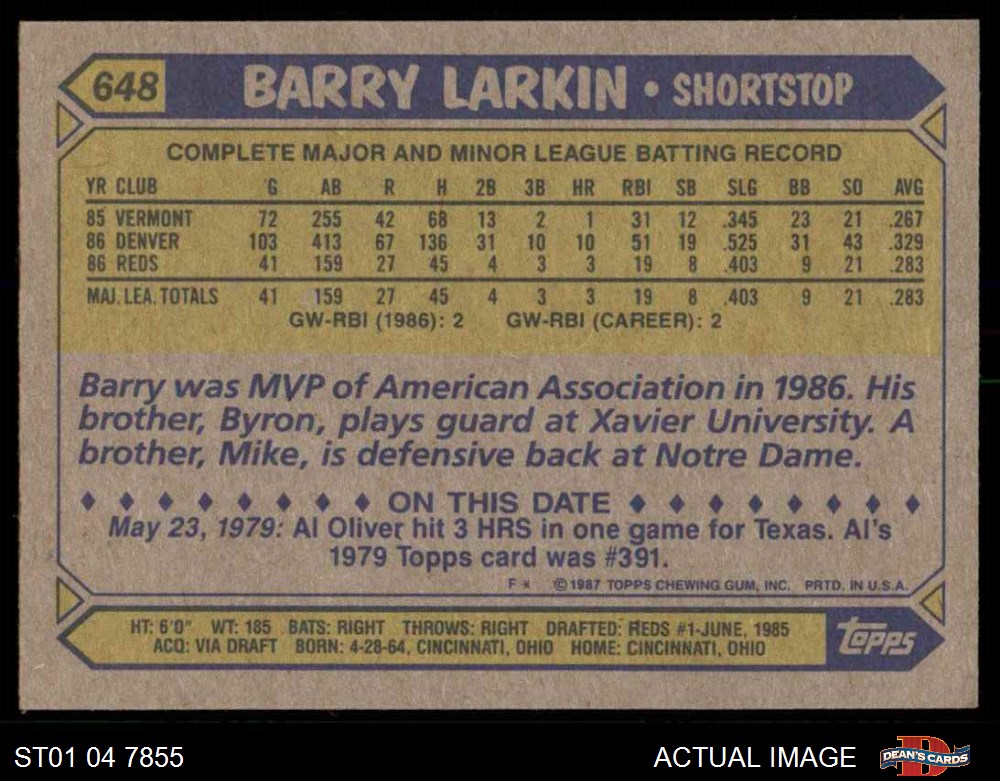 648 BARRY LARKIN • SHORTSTOP
COMPLETE MAJOR AND MINOR LEAGUE BATTING RECORD
YR CLUB G AB R H 2B 3B HR RBI SB SLG BB SO AVG
85 VERMONT 72 255 42 68 13 2 1 31 12 .345 23 21 .267
86 DENVER 103 413 67 136 31 10 10 51 19 .525 31 43 .329
86 REDS 41 159 27 45 4 3 3 19 8 .403 9 21 .283
MAJ. LEA. TOTALS 41 159 27 45 4 3 3 19 8 .403 9 21 .283
GW-RBI (1986): 2 GW-RBI (CAREER): 2
Barry was MVP of American Association in 1986. His
brother, Byron, plays guard at Xavier University. A
brother, Mike, is defensive back at Notre Dame.
♦ ♦ ♦ ♦ ♦ ♦ ♦ ♦ ON THIS DATE ♦ ♦ ♦ ♦ ♦ ♦ ♦ ♦
May 23, 1979: Al Oliver hit 3 HRS in one game for Texas. Al's
1979 Topps card was #391.
F * © 1987 TOPPS CHEWING GUM, INC. PRTD. IN U.S.A.
HT: 6'0" WT: 185 BATS: RIGHT THROWS: RIGHT DRAFTED: REDS #1-JUNE, 1985
ACQ: VIA DRAFT BORN: 4-28-64, CINCINNATI, OHIO HOME: CINCINNATI, OHIO
topps
ST01 04 7855 ACTUAL IMAGE D DEAN'S CARDS